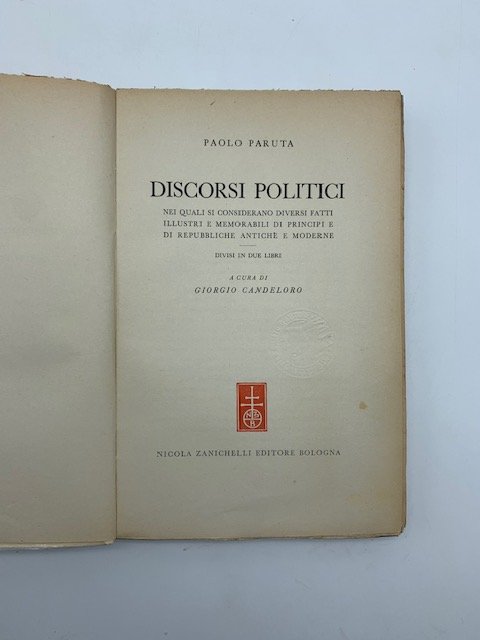 PAOLO PARUTA
DISCORSI POLITICI
NEI QUALI SI CONSIDERANO DIVERSI FATTI
ILLUSTRI E MEMORABILI DI PRINCIPI E
DI REPUBBLICHE ANTICHE E MODERNE
DIVISI IN DUE LIBRI
A CURA DI
GIORGIO CANDELORO
NICOLA ZANICHELLI EDITORE BOLOGNA